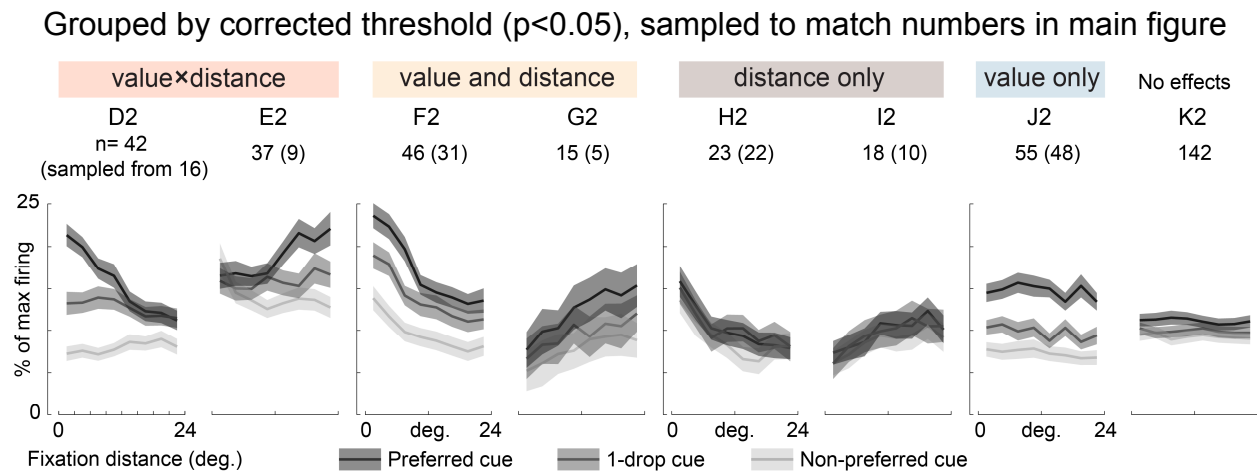 Grouped by corrected threshold (p<0.05), sampled to match numbers in main figure
value×distance
value and distance
distance only
value only
No effects
D2
E2
F2
G2
H2
I2
J2
K2
n= 42
(sampled from 16)
37 (9)
46 (31)
15 (5)
23 (22)
18 (10)
55 (48)
142
25
% of max firing
0
0
24
0
deg.
24
0
deg.
24
0
deg.
24
Fixation distance (deg.)
Preferred cue
1-drop cue
Non-preferred cue